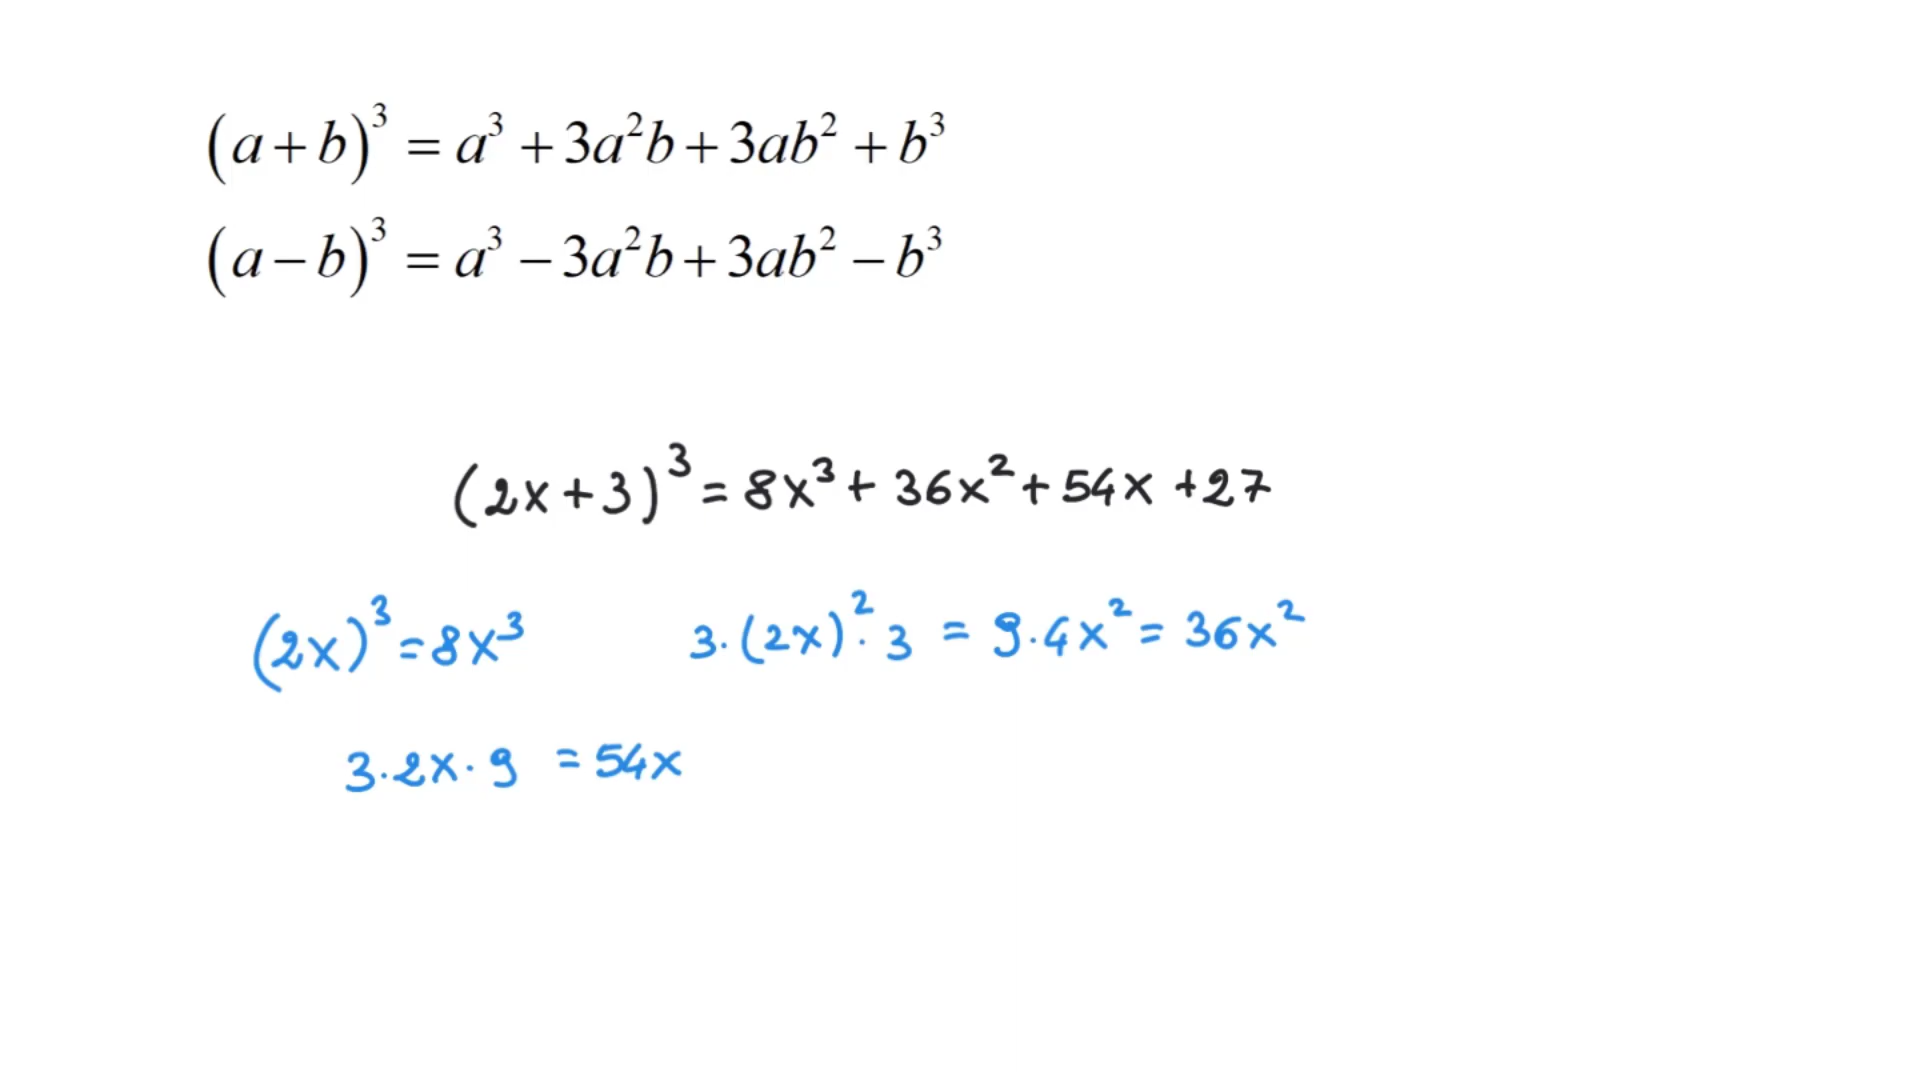 (a+b)³ = a³ + 3a²b + 3ab² + b³
(a−b)³ = a³ − 3a²b + 3ab² − b³
(2x+3)³ = 8x³ + 36x² + 54x + 27
(2x)³ = 8x³ 3·(2x)²·3 = 9·4x² = 36x²
3·2x·9 = 54x